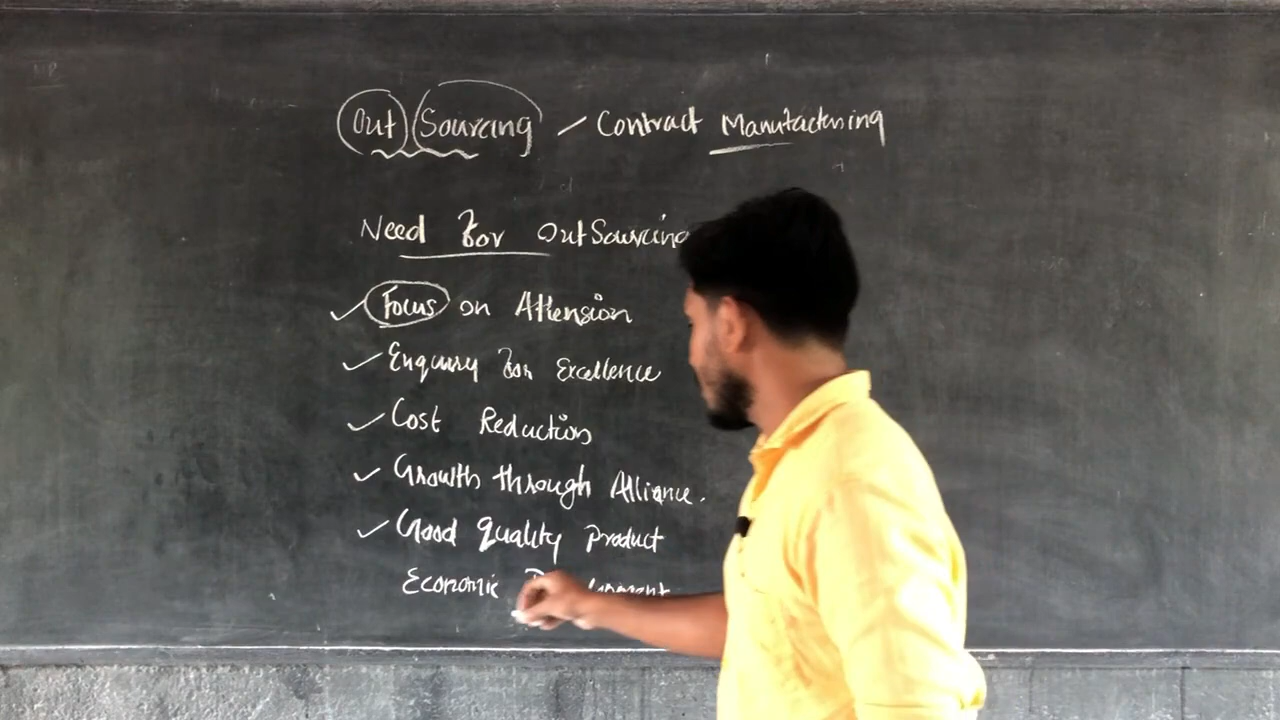 Out Sourcing / Contract Manufacturing
Need for OutSourcing
✓ Focus on Attension
✓ Enquiry for Excellence
✓ Cost Reduction
✓ Growth through Alliance.
✓ Good quality Product
Economic